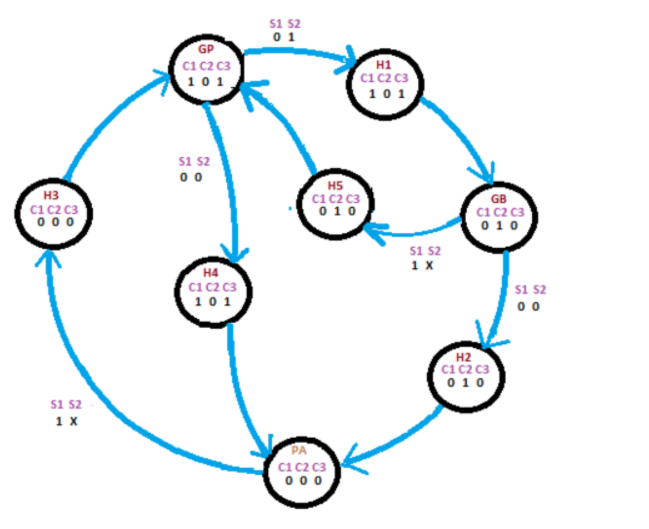 S1 S2
0 1
GP
C1 C2 C3
1 0 1
H1
C1 C2 C3
1 0 1
S1 S2
0 0
H3
C1 C2 C3
0 0 0
H5
C1 C2 C3
0 1 0
GB
C1 C2 C3
0 1 0
S1 S2
1 X
H4
C1 C2 C3
1 0 1
S1 S2
0 0
H2
C1 C2 C3
0 1 0
S1 S2
1 X
PA
C1 C2 C3
0 0 0